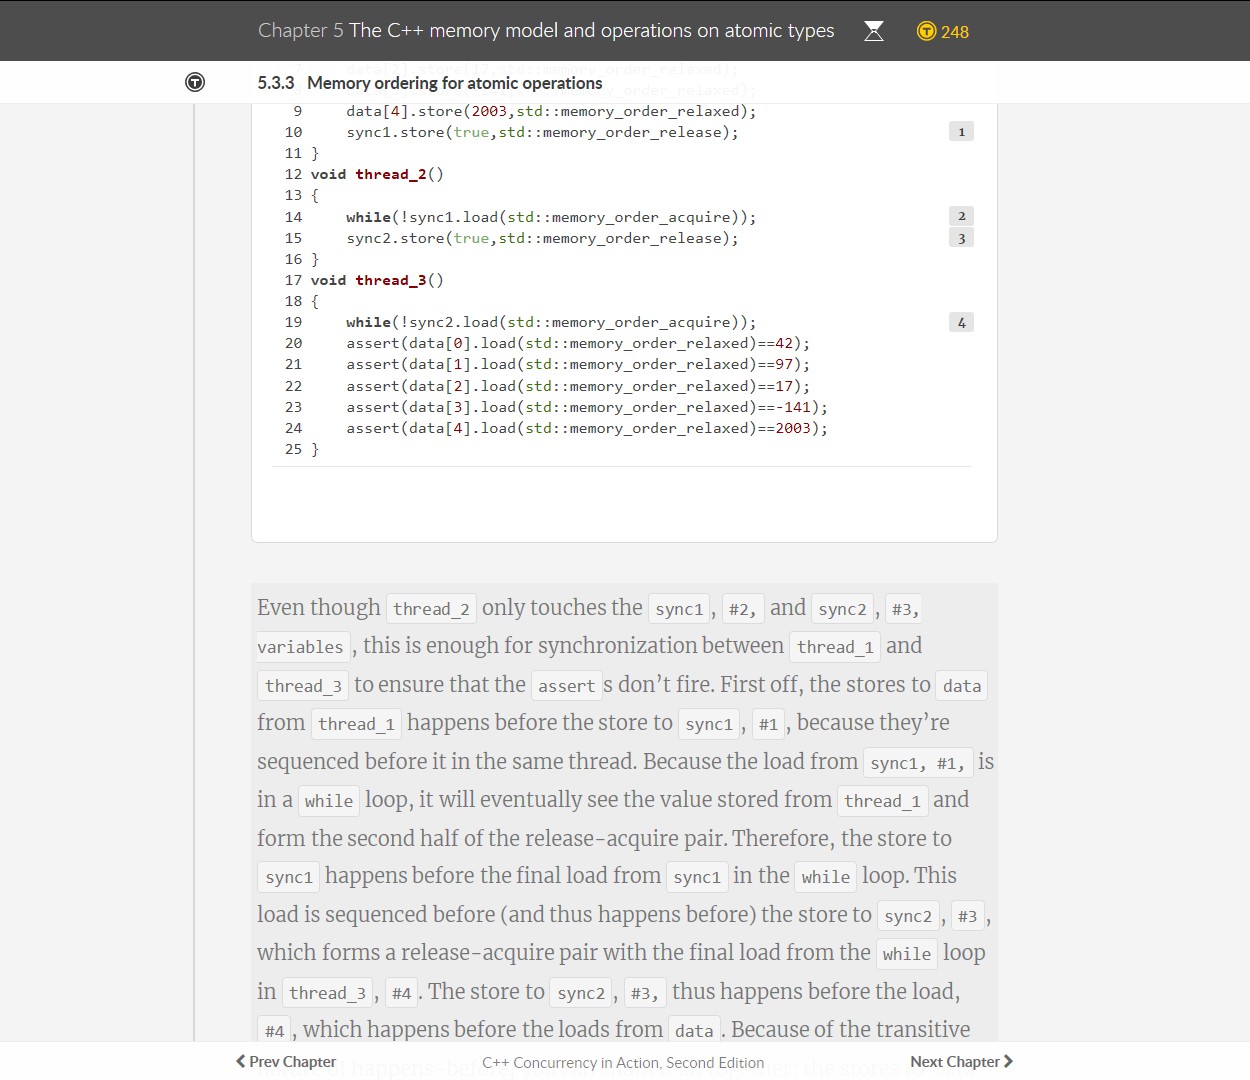 Chapter 5 The C++ memory model and operations on atomic types 248
5.3.3 Memory ordering for atomic operations
9 data[4].store(2003,std::memory_order_relaxed);
10 sync1.store(true,std::memory_order_release); 1
11 }
12 void thread_2()
13 {
14 while(!sync1.load(std::memory_order_acquire)); 2
15 sync2.store(true,std::memory_order_release); 3
16 }
17 void thread_3()
18 {
19 while(!sync2.load(std::memory_order_acquire)); 4
20 assert(data[0].load(std::memory_order_relaxed)==42);
21 assert(data[1].load(std::memory_order_relaxed)==97);
22 assert(data[2].load(std::memory_order_relaxed)==17);
23 assert(data[3].load(std::memory_order_relaxed)==-141);
24 assert(data[4].load(std::memory_order_relaxed)==2003);
25 }
Even though thread_2 only touches the sync1, #2, and sync2, #3,
variables, this is enough for synchronization between thread_1 and
thread_3 to ensure that the asserts don't fire. First off, the stores to data
from thread_1 happens before the store to sync1, #1, because they're
sequenced before it in the same thread. Because the load from sync1, #1, is
in a while loop, it will eventually see the value stored from thread_1 and
form the second half of the release-acquire pair. Therefore, the store to
sync1 happens before the final load from sync1 in the while loop. This
load is sequenced before (and thus happens before) the store to sync2, #3,
which forms a release-acquire pair with the final load from the while loop
in thread_3, #4. The store to sync2, #3, thus happens before the load,
#4, which happens before the loads from data. Because of the transitive
Prev Chapter C++ Concurrency in Action, Second Edition Next Chapter